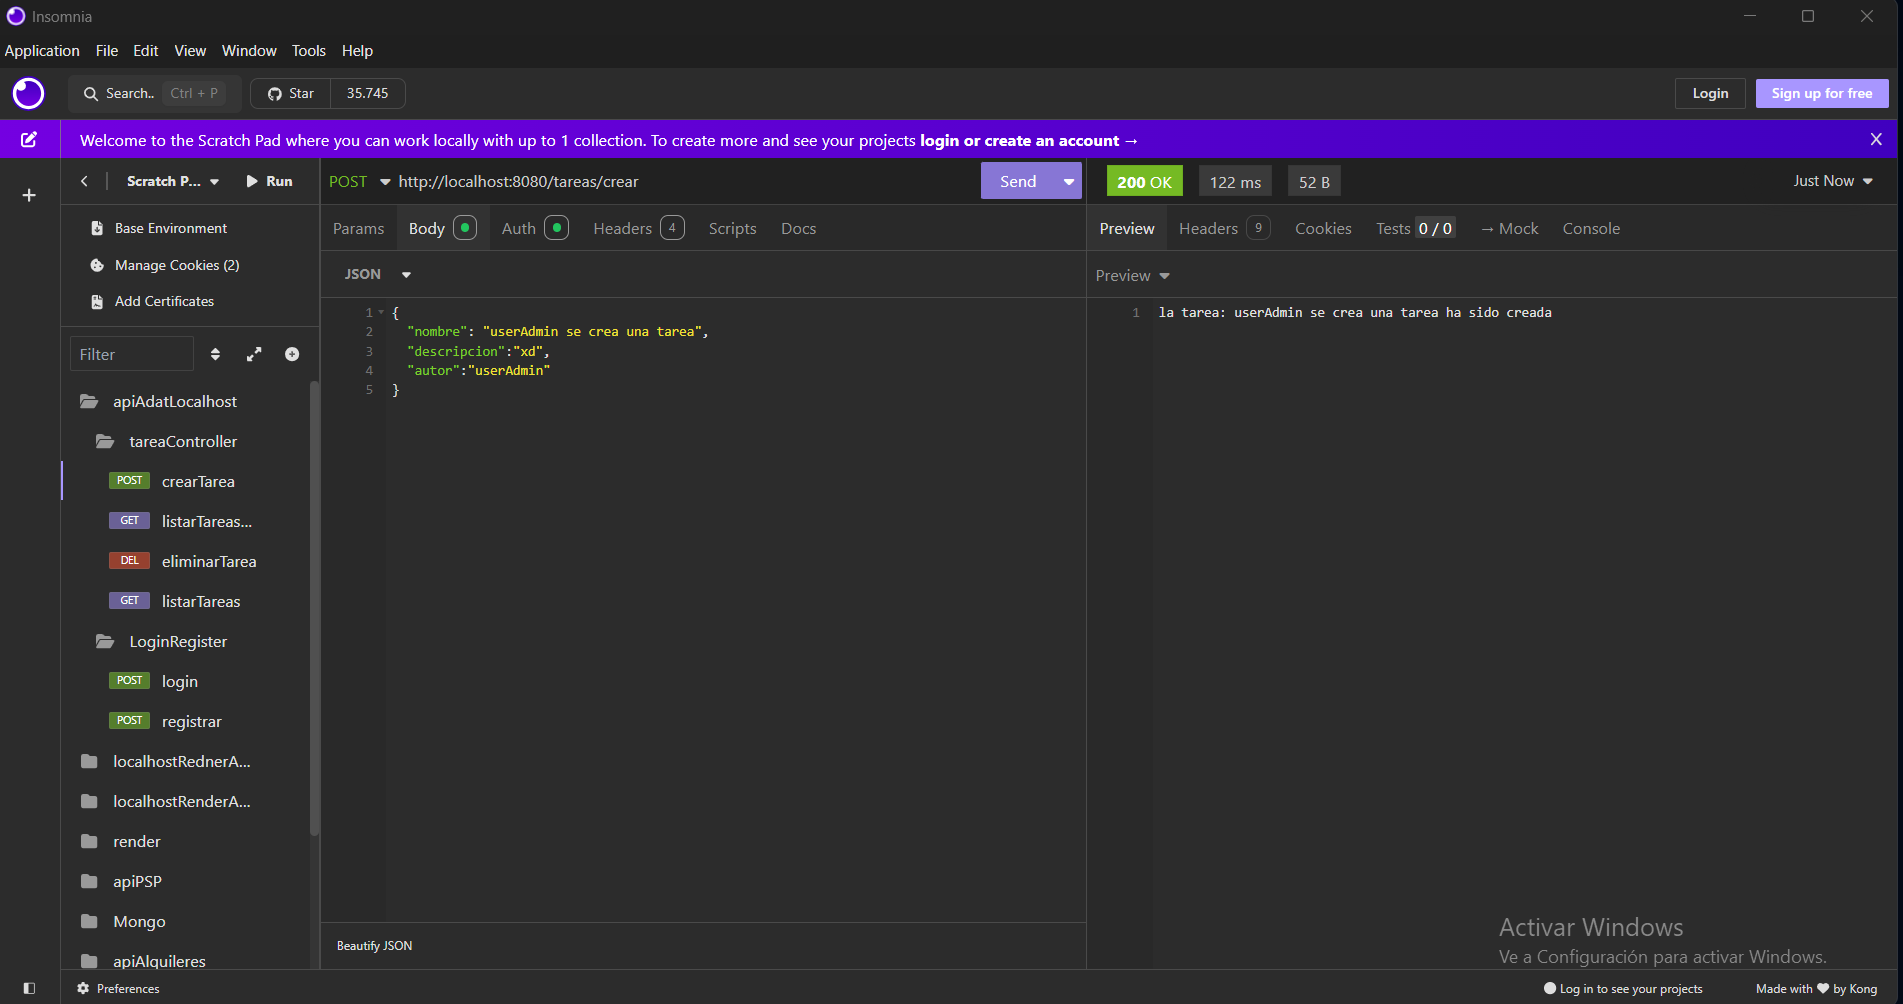 Insomnia
Application File Edit View Window Tools Help
Search.. Ctrl + P Star 35.745 Login Sign up for free
Welcome to the Scratch Pad where you can work locally with up to 1 collection. To create more and see your projects login or create an account → X
Scratch P... Run POST http://localhost:8080/tareas/crear Send 200 OK 122 ms 52 B Just Now
Base Environment
Manage Cookies (2)
Add Certificates
Filter
apiAdatLocalhost
tareaController
POST crearTarea
GET listarTareas...
DEL eliminarTarea
GET listarTareas
LoginRegister
POST login
POST registrar
localhostRednerA...
localhostRenderA...
render
apiPSP
Mongo
apiAlquileres
Params Body Auth Headers 4 Scripts Docs
JSON
1 {
2 "nombre": "userAdmin se crea una tarea",
3 "descripcion":"xd",
4 "autor":"userAdmin"
5 }
Beautify JSON
Preview Headers 9 Cookies Tests 0 / 0 → Mock Console
Preview
1 la tarea: userAdmin se crea una tarea ha sido creada
Activar Windows
Ve a Configuración para activar Windows.
Preferences Log in to see your projects Made with ❤ by Kong